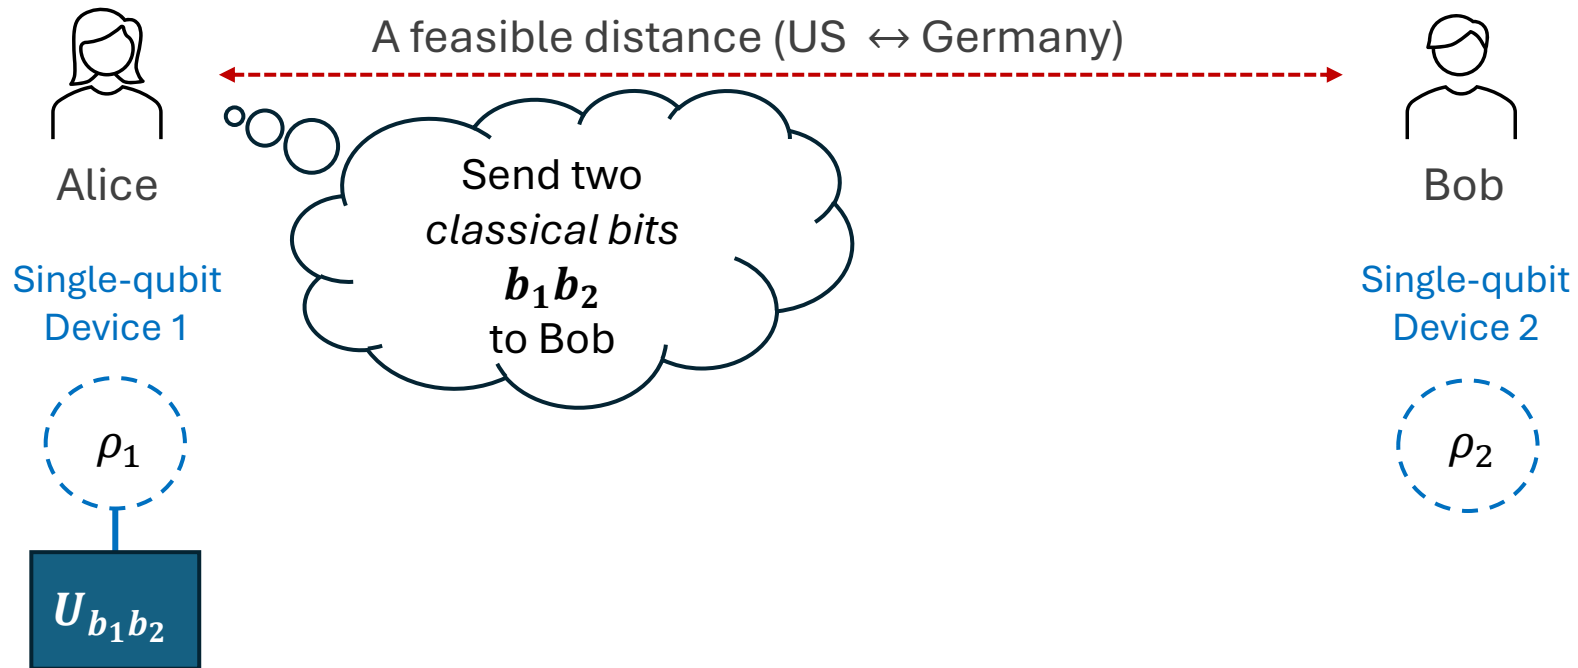 A feasible distance (US ↔ Germany)
Alice
Bob
Send two
classical bits
b₁b₂
to Bob
Single-qubit
Device 1
Single-qubit
Device 2
ρ₁
ρ₂
U_{b₁b₂}